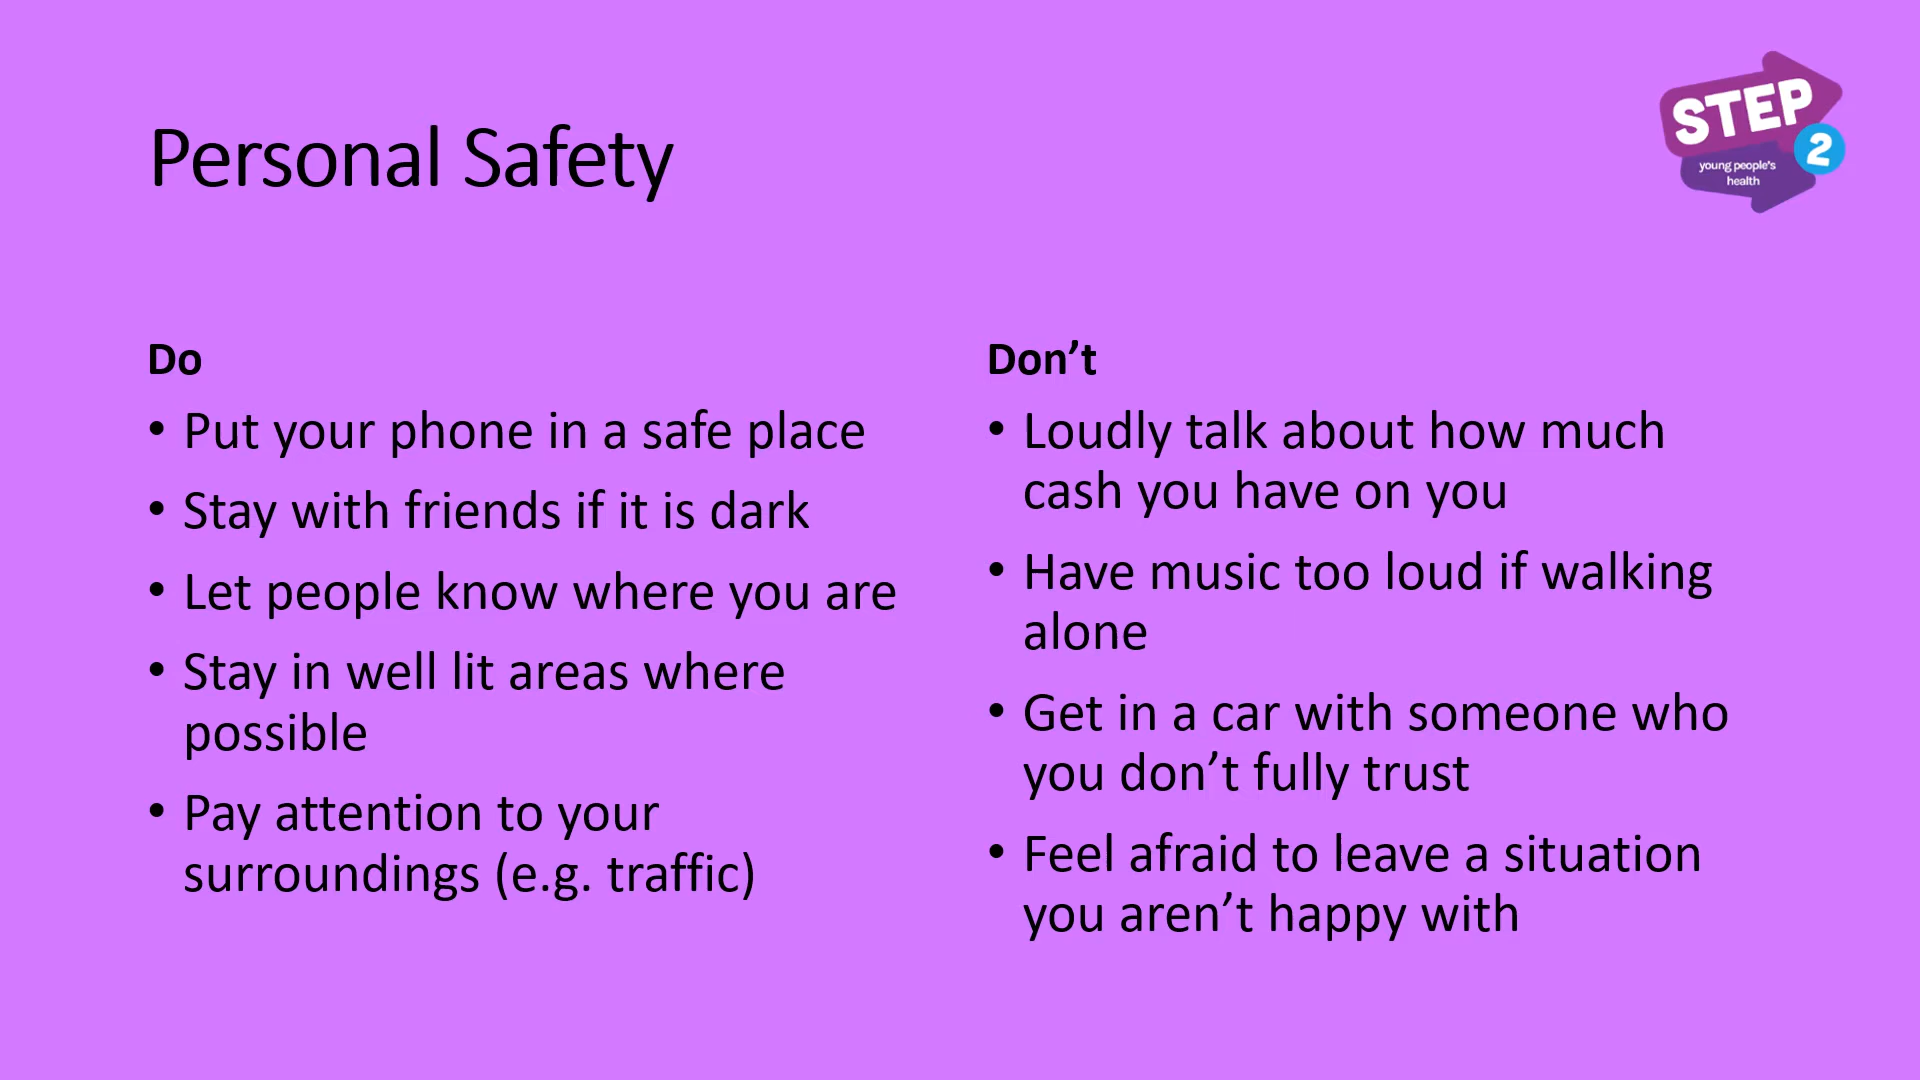 Personal Safety
STEP
2
young people's
health
Do
• Put your phone in a safe place
• Stay with friends if it is dark
• Let people know where you are
• Stay in well lit areas where
possible
• Pay attention to your
surroundings (e.g. traffic)
Don’t
• Loudly talk about how much
cash you have on you
• Have music too loud if walking
alone
• Get in a car with someone who
you don’t fully trust
• Feel afraid to leave a situation
you aren’t happy with